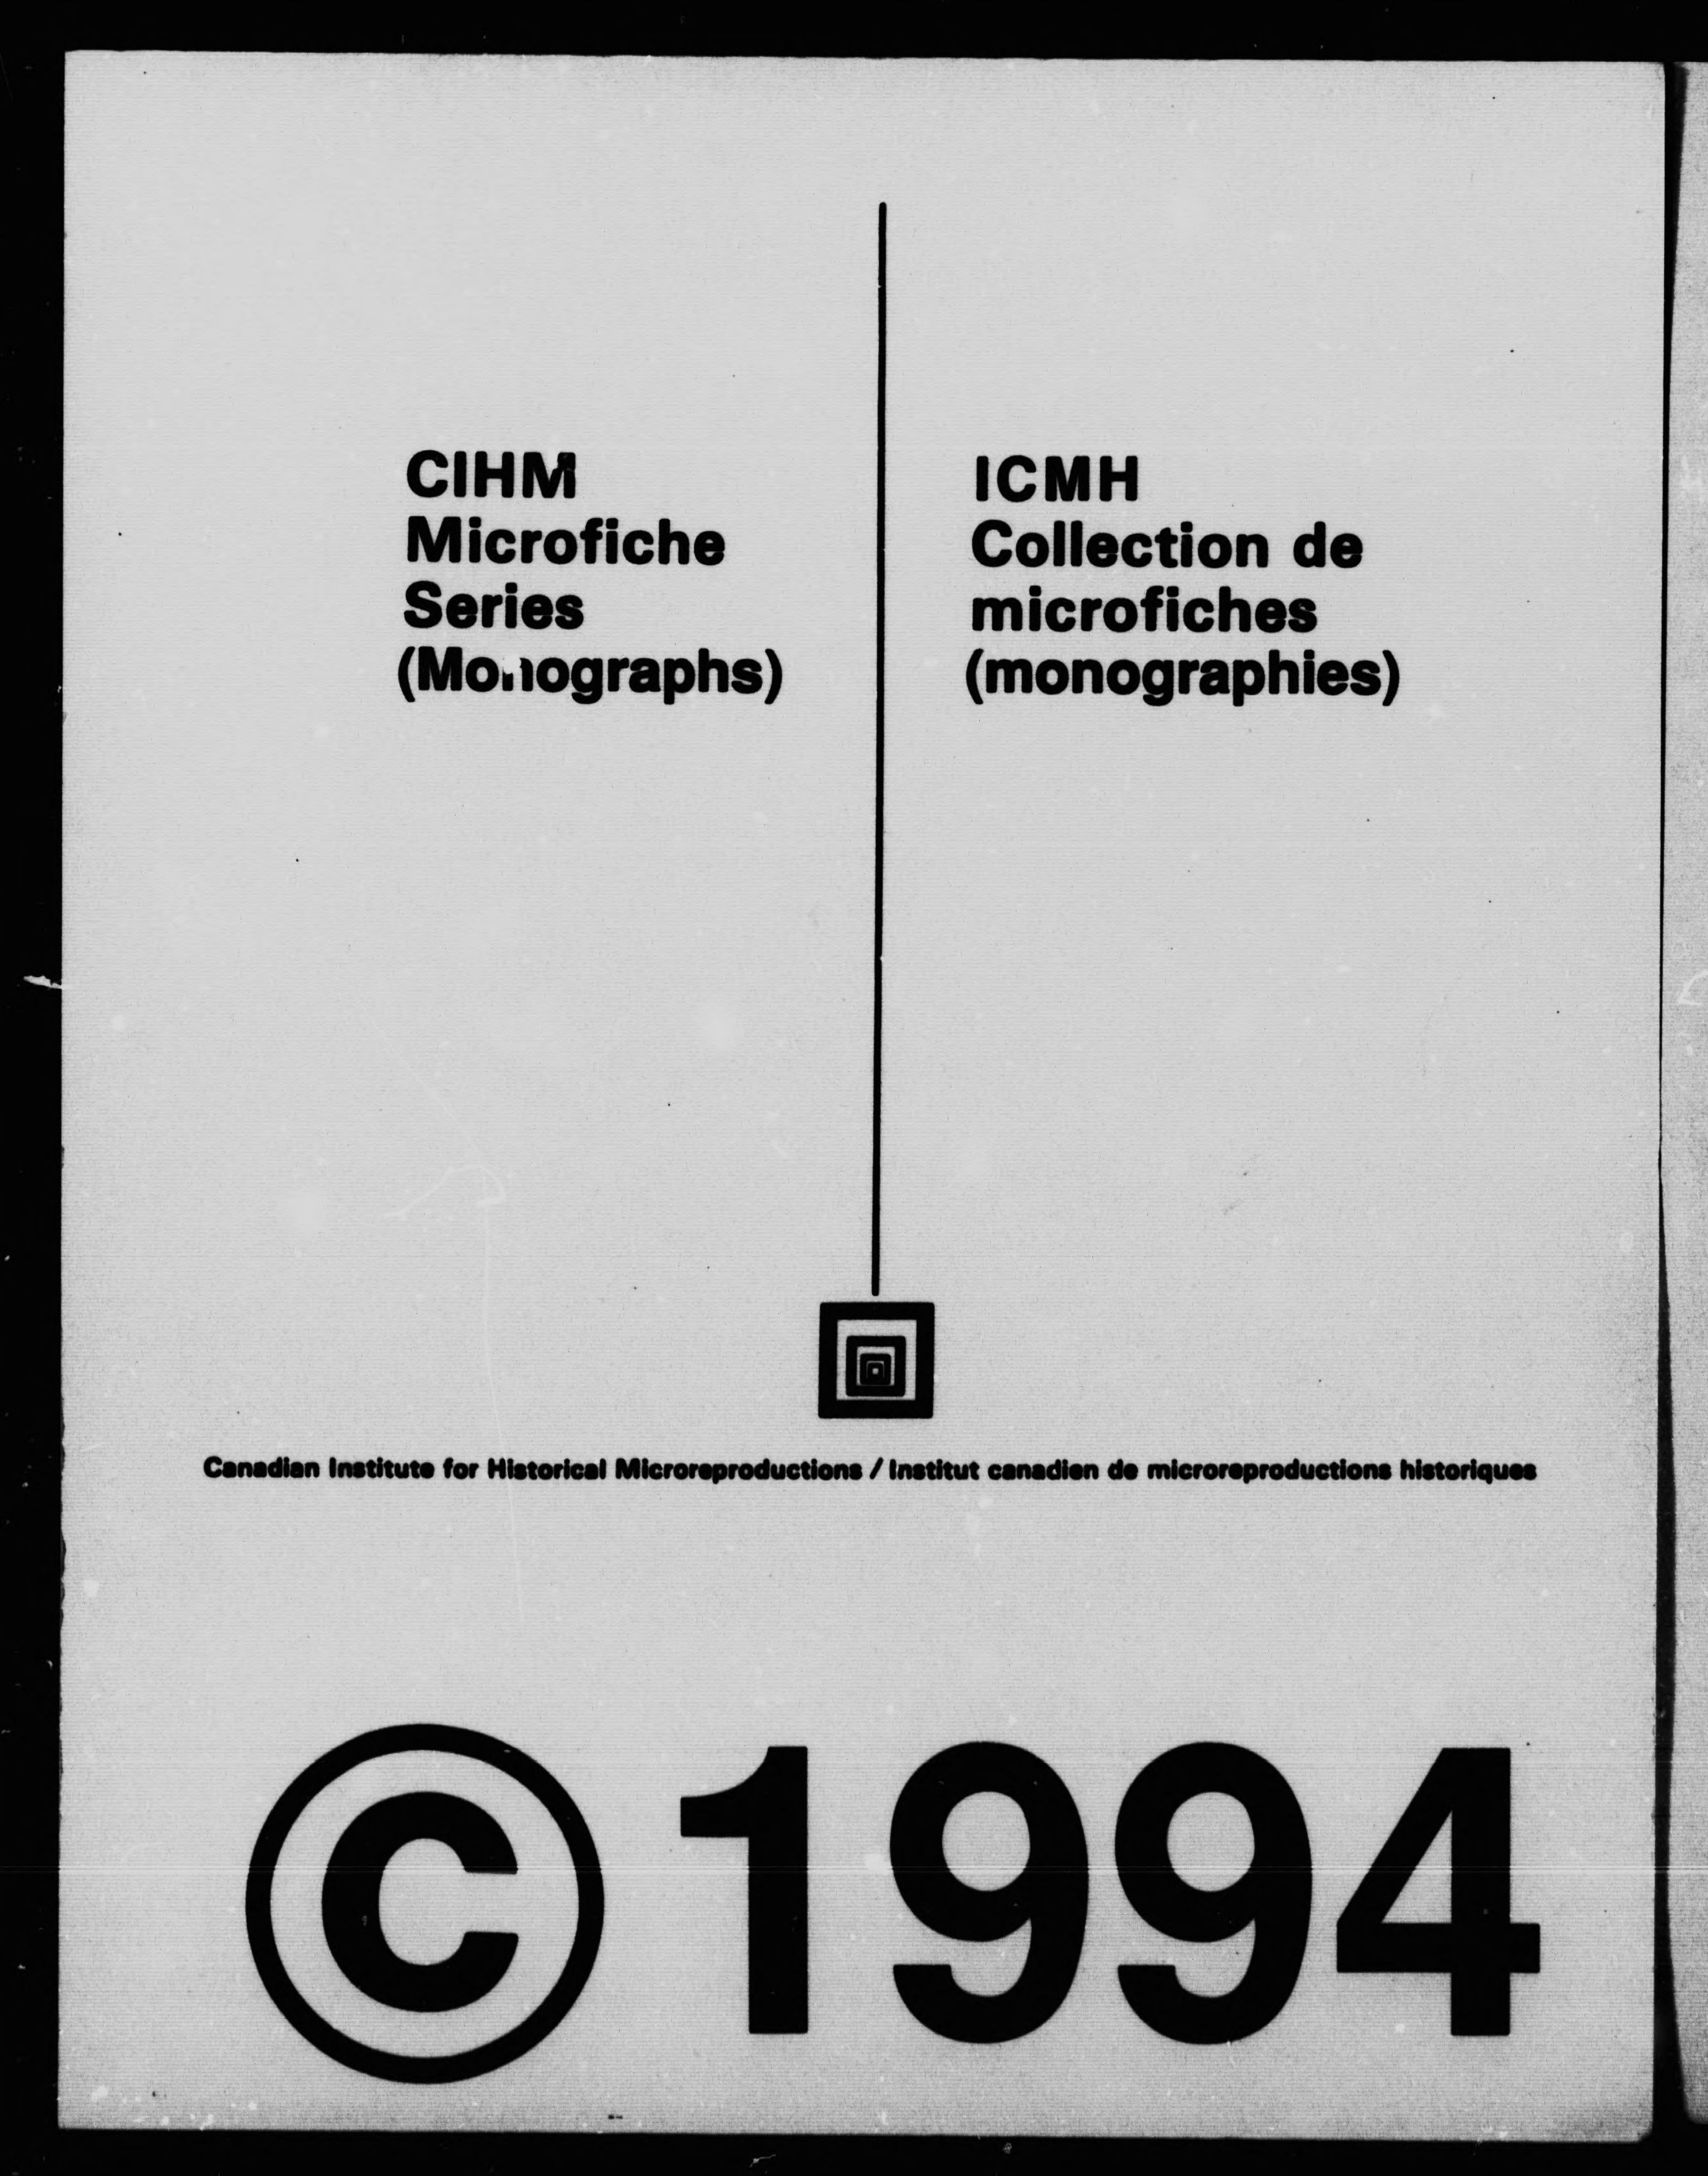 CIHM
Microfiche
Series
(Monographs)
ICMH
Collection de
microfiches
(monographies)
Canadian Institute for Historical Microreproductions / Institut canadien de microreproductions historiques
© 1994